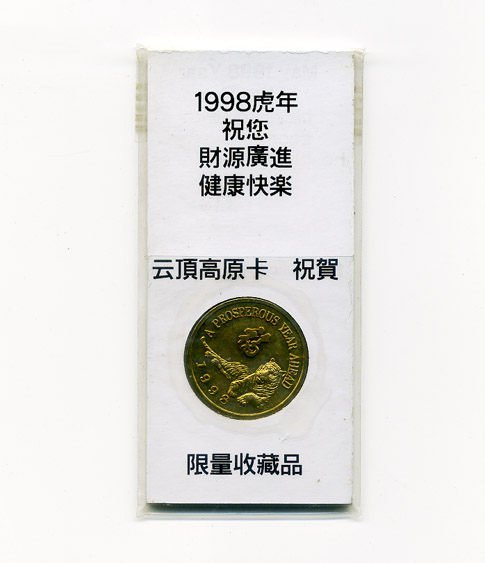 1998虎年
祝您
財源廣進
健康快楽
云頂高原卡 祝賀
A PROSPEROUS YEAR AHEAD
1998
限量收藏品